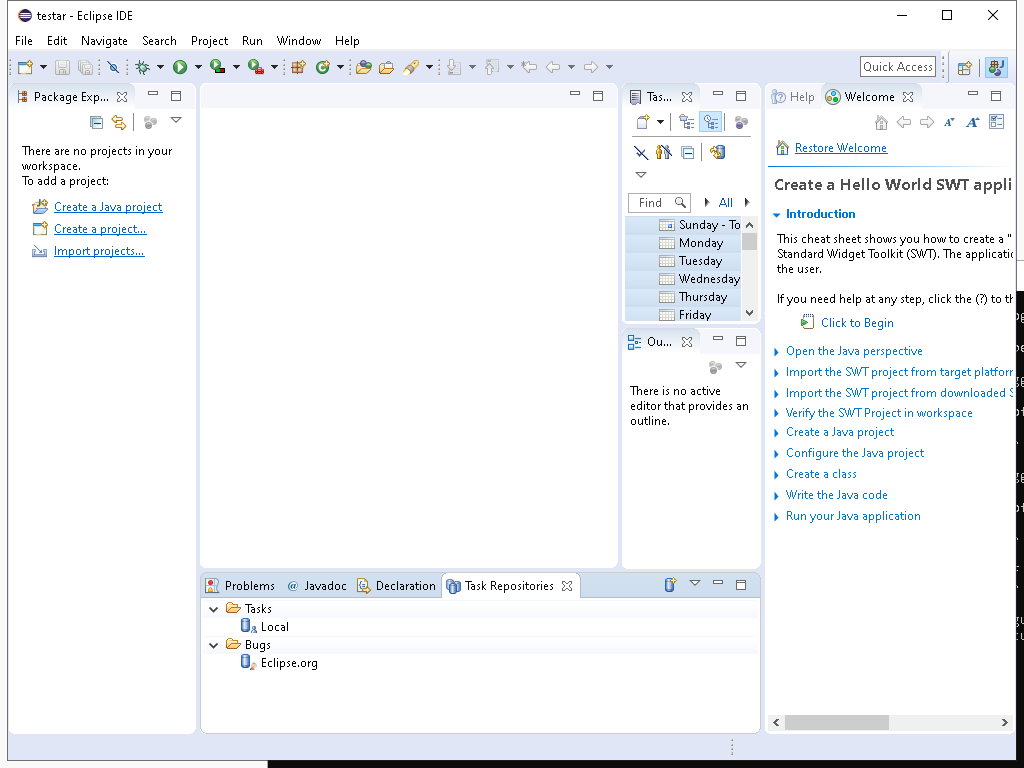 testar - Eclipse IDE
File Edit Navigate Search Project Run Window Help
Quick Access
Package Exp...
There are no projects in your
workspace.
To add a project:
Create a Java project
Create a project...
Import projects...
Tas...
Find
All
Sunday - To
Monday
Tuesday
Wednesday
Thursday
Friday
Ou...
There is no active
editor that provides an
outline.
Help
Welcome
Restore Welcome
Create a Hello World SWT appli
Introduction
This cheat sheet shows you how to create a "
Standard Widget Toolkit (SWT). The applicatio
the user.
If you need help at any step, click the (?) to th
Click to Begin
Open the Java perspective
Import the SWT project from target platform
Import the SWT project from downloaded S
Verify the SWT Project in workspace
Create a Java project
Configure the Java project
Create a class
Write the Java code
Run your Java application
Problems @ Javadoc Declaration Task Repositories
Tasks
Local
Bugs
Eclipse.org